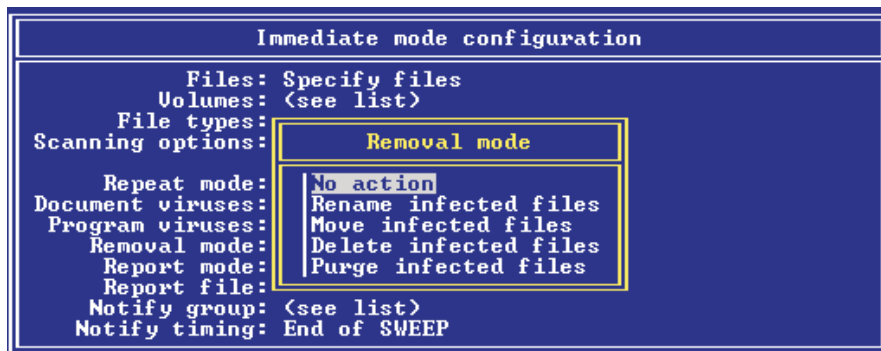 Immediate mode configuration
Files: Specify files
Volumes: (see list)
File types:
Scanning options:
Removal mode
Repeat mode:
Document viruses:
Program viruses:
Removal mode:
Report mode:
Report file:
No action
Rename infected files
Move infected files
Delete infected files
Purge infected files
Notify group: (see list)
Notify timing: End of SWEEP